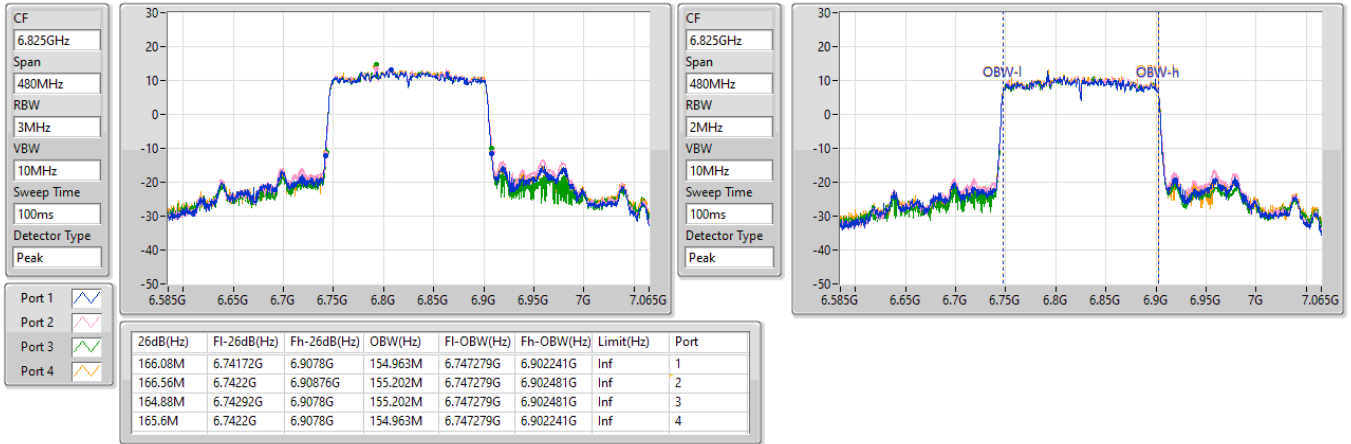 CF
6.825GHz
Span
480MHz
RBW
3MHz
VBW
10MHz
Sweep Time
100ms
Detector Type
Peak
30
20
10
0
-10
-20
-30
-40
-50
6.585G 6.65G 6.7G 6.75G 6.8G 6.85G 6.9G 6.95G 7G 7.065G
CF
6.825GHz
Span
480MHz
RBW
2MHz
VBW
10MHz
Sweep Time
100ms
Detector Type
Peak
30
20
10
0
-10
-20
-30
-40
-50
OBW-l OBW-h
6.585G 6.65G 6.7G 6.75G 6.8G 6.85G 6.9G 6.95G 7G 7.065G
Port 1
Port 2
Port 3
Port 4
26dB(Hz) Fl-26dB(Hz) Fh-26dB(Hz) OBW(Hz) Fl-OBW(Hz) Fh-OBW(Hz) Limit(Hz) Port
166.08M 6.74172G 6.9078G 154.963M 6.747279G 6.902241G Inf 1
166.56M 6.7422G 6.90876G 155.202M 6.747279G 6.902481G Inf 2
164.88M 6.74292G 6.9078G 155.202M 6.747279G 6.902481G Inf 3
165.6M 6.7422G 6.9078G 154.963M 6.747279G 6.902241G Inf 4